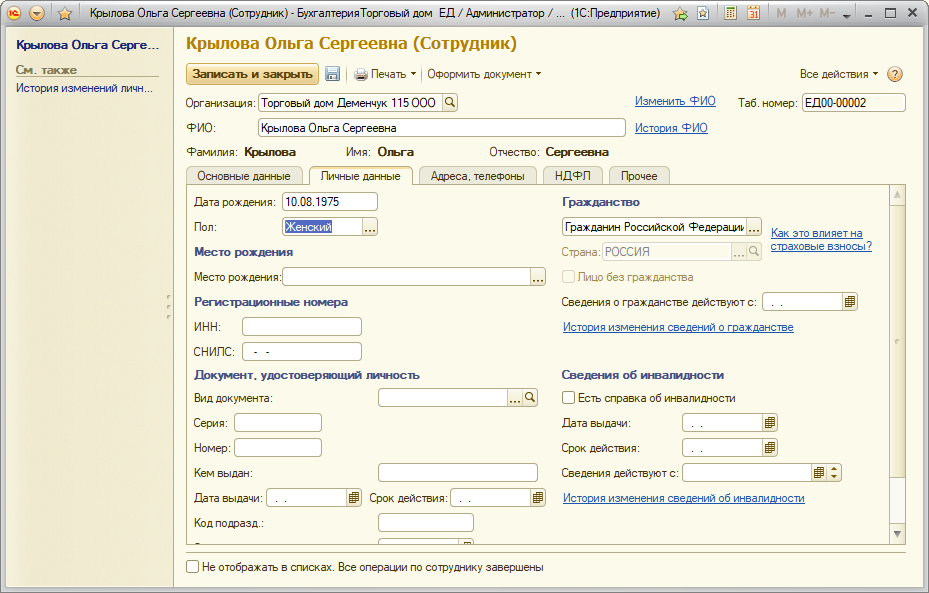 Крылова Ольга Сергеевна (Сотрудник) - БухгалтерияТорговый дом ЕД / Администратор / ... (1С:Предприятие)
M M+ M-
Крылова Ольга Серге...
См. также
История изменений личн...
Крылова Ольга Сергеевна (Сотрудник)
Записать и закрыть Печать Оформить документ Все действия ?
Организация: Торговый дом Деменчук 115 ООО Изменить ФИО Таб. номер: ЕД00-00002
ФИО: Крылова Ольга Сергеевна История ФИО
Фамилия: Крылова Имя: Ольга Отчество: Сергеевна
Основные данные Личные данные Адреса, телефоны НДФЛ Прочее
Дата рождения: 10.08.1975 Гражданство
Пол: Женский ... Гражданин Российской Федерации ... Как это влияет на
страховые взносы?
Место рождения Страна: РОССИЯ ...
Место рождения: ... Лицо без гражданства
Регистрационные номера Сведения о гражданстве действуют с: . .
ИНН: История изменения сведений о гражданстве
СНИЛС: - -
Документ, удостоверяющий личность Сведения об инвалидности
Вид документа: ... Есть справка об инвалидности
Серия: Дата выдачи: . .
Номер: Срок действия: . .
Кем выдан: Сведения действуют с:
Дата выдачи: . . Срок действия: . . История изменения сведений об инвалидности
Код подразд.:
Не отображать в списках. Все операции по сотруднику завершены